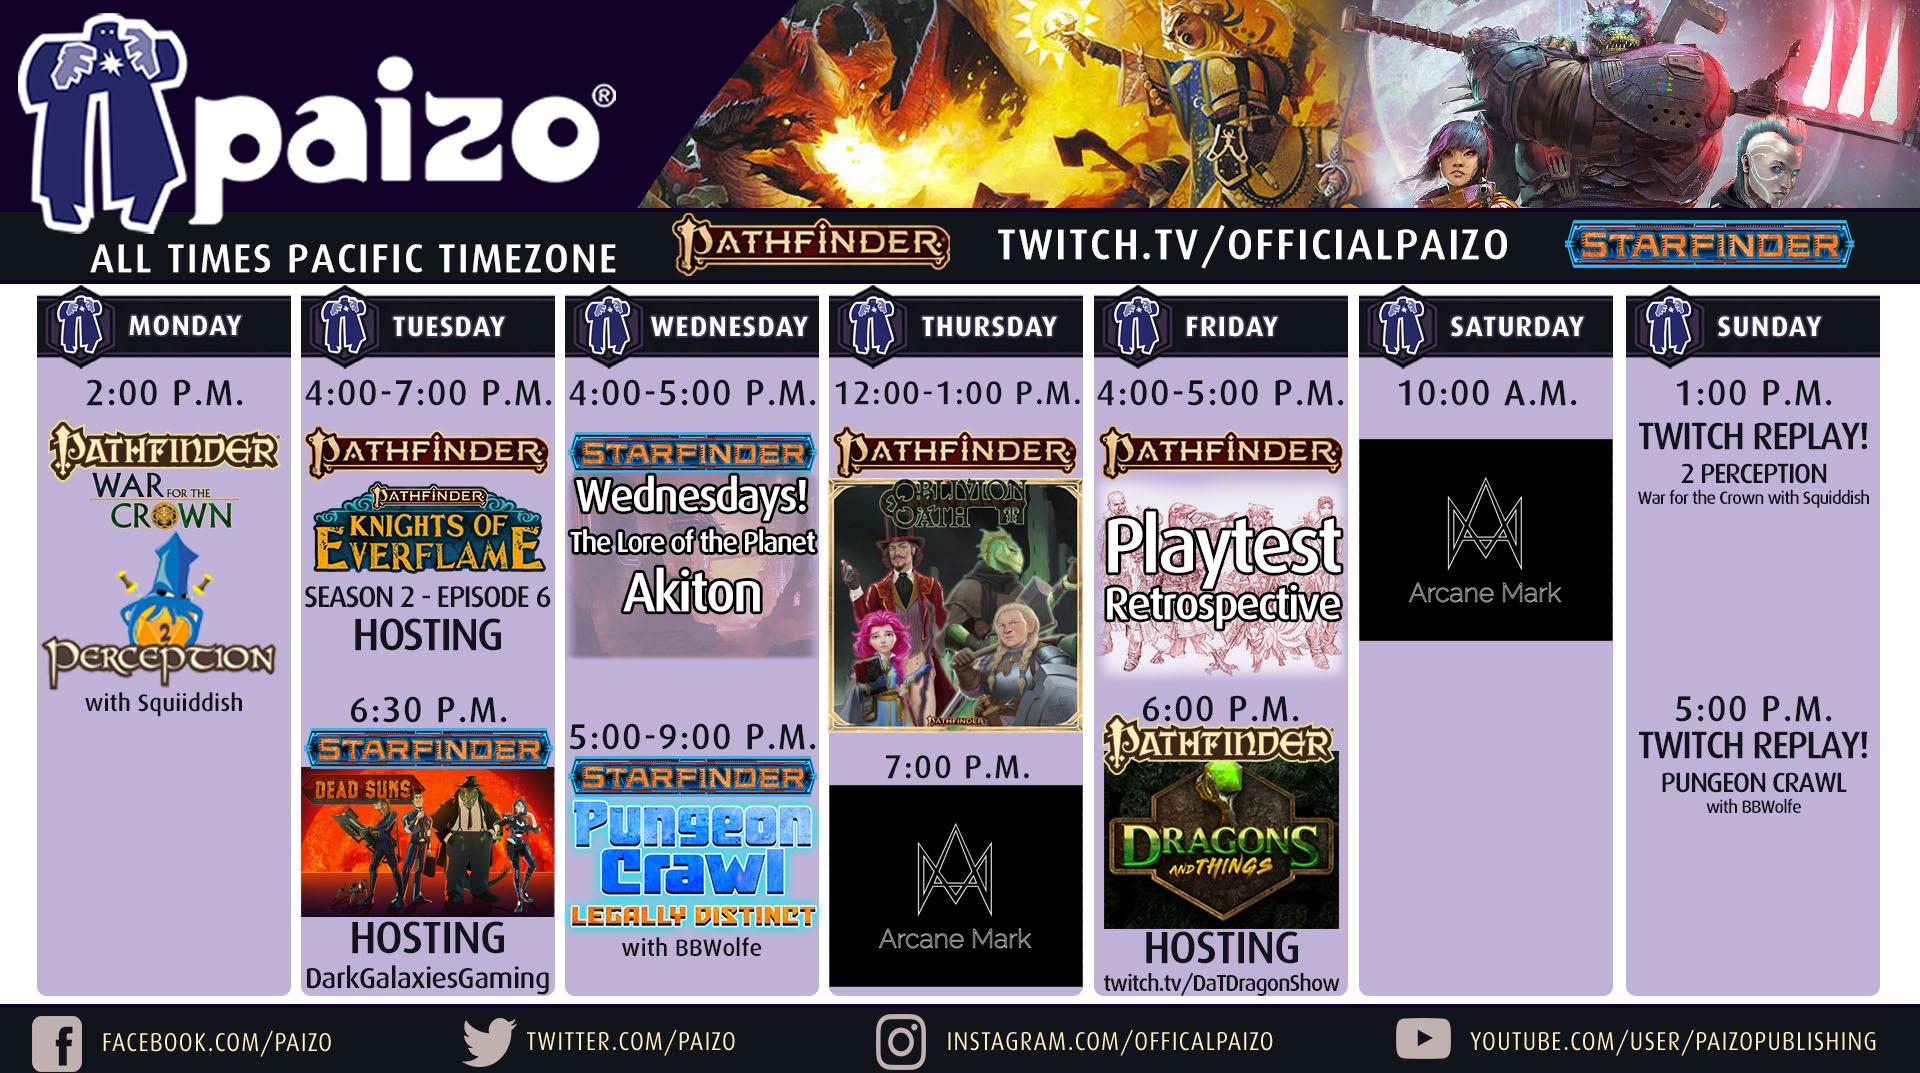 paizo®
ALL TIMES PACIFIC TIMEZONE
PATHFINDER
TWITCH.TV/OFFICIALPAIZO
STARFINDER
MONDAY
2:00 P.M.
PATHFINDER
WAR FOR THE
CROWN
2
PERCEPTION
with Squiiddish
TUESDAY
4:00-7:00 P.M.
PATHFINDER
PATHFINDER
KNIGHTS OF
EVERFLAME
SEASON 2 - EPISODE 6
HOSTING
6:30 P.M.
STARFINDER
DEAD SUNS
HOSTING
DarkGalaxiesGaming
WEDNESDAY
4:00-5:00 P.M.
STARFINDER
Wednesdays!
The Lore of the Planet
Akiton
5:00-9:00 P.M.
STARFINDER
Pungeon
Crawl
LEGALLY DISTINCT
with BBWolfe
THURSDAY
12:00-1:00 P.M.
PATHFINDER
OBLIVION
OATH
PATHFINDER
7:00 P.M.
Arcane Mark
FRIDAY
4:00-5:00 P.M.
PATHFINDER
Playtest
Retrospective
6:00 P.M.
PATHFINDER
DRAGONS
AND THINGS
HOSTING
twitch.tv/DaTDragonShow
SATURDAY
10:00 A.M.
Arcane Mark
SUNDAY
1:00 P.M.
TWITCH REPLAY!
2 PERCEPTION
War for the Crown with Squiddish
5:00 P.M.
TWITCH REPLAY!
PUNGEON CRAWL
with BBWolfe
FACEBOOK.COM/PAIZO
TWITTER.COM/PAIZO
INSTAGRAM.COM/OFFICALPAIZO
YOUTUBE.COM/USER/PAIZOPUBLISHING